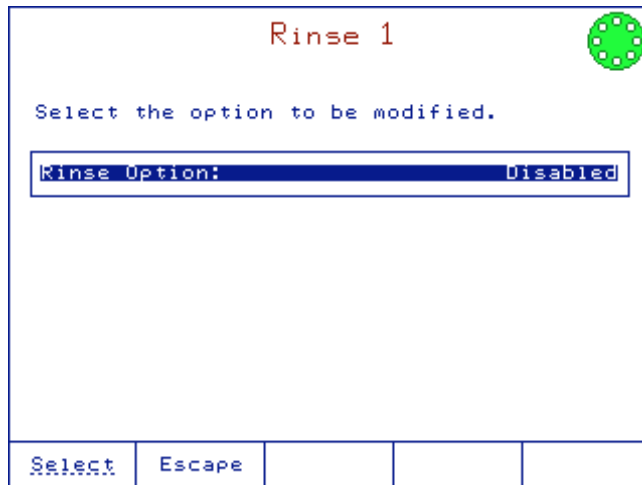 Rinse 1
Select the option to be modified.
Rinse Option: Disabled
Select Escape